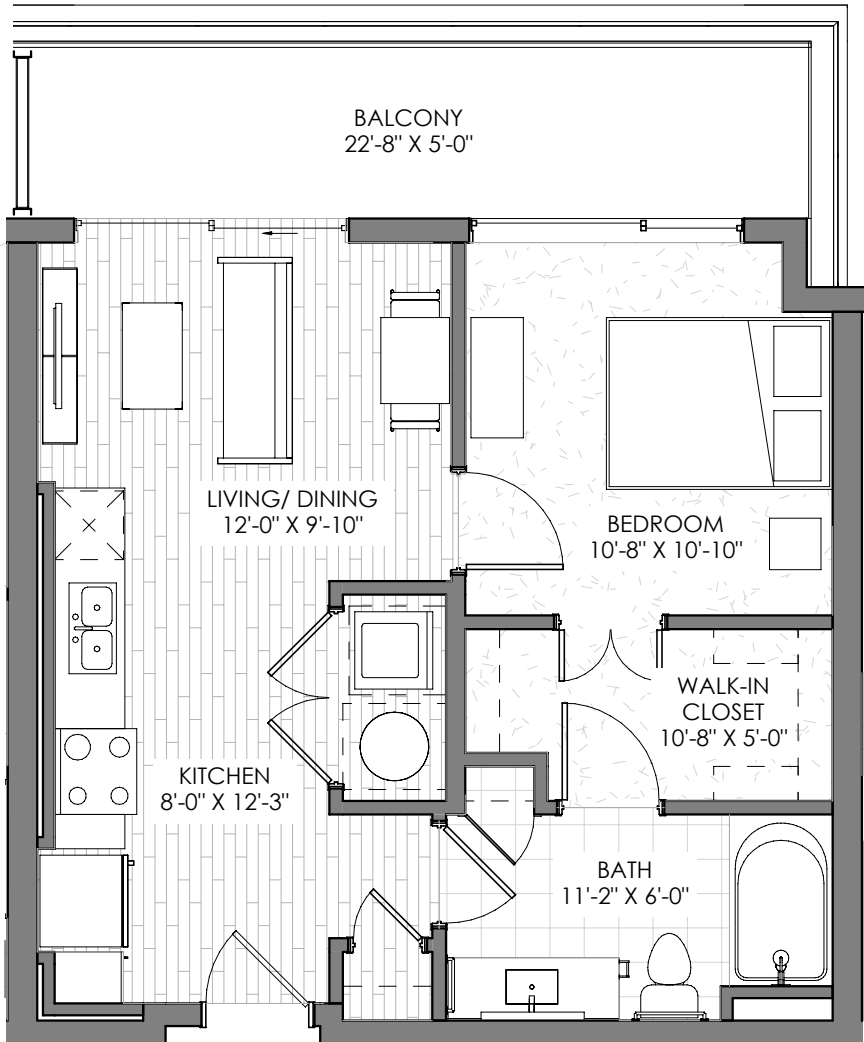 BALCONY
22'-8" X 5'-0"
LIVING/ DINING
12'-0" X 9'-10"
BEDROOM
10'-8" X 10'-10"
WALK-IN
CLOSET
10'-8" X 5'-0"
KITCHEN
8'-0" X 12'-3"
BATH
11'-2" X 6'-0"